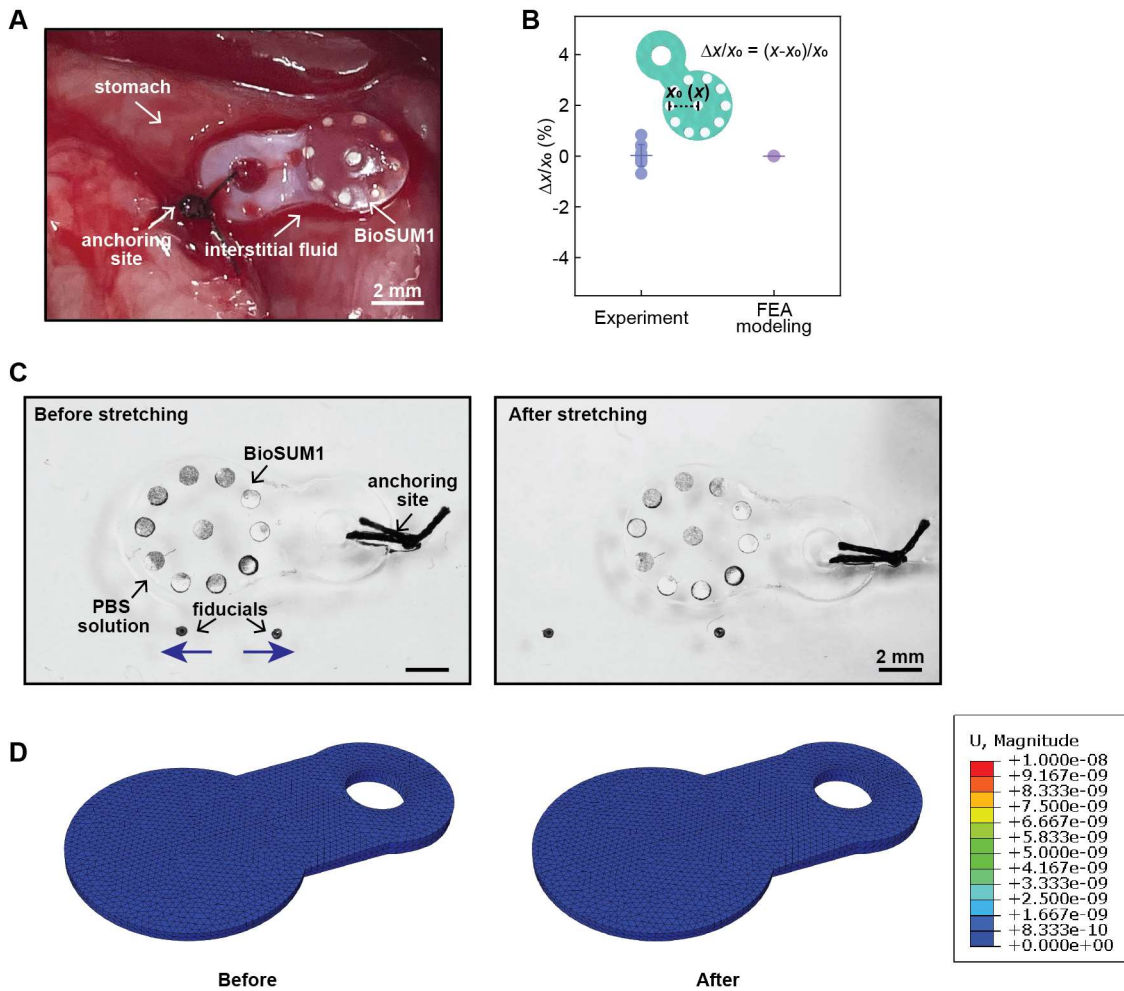 A
stomach
anchoring
site
interstitial fluid
BioSUM1
2 mm
B
Δx/x₀ = (x-x₀)/x₀
x₀ (x)
Δx/x₀ (%)
4
2
0
-2
-4
Experiment
FEA
modeling
C
Before stretching
BioSUM1
anchoring
site
PBS
solution
fiducials
After stretching
2 mm
D
Before
After
U, Magnitude
+1.000e-08
+9.167e-09
+8.333e-09
+7.500e-09
+6.667e-09
+5.833e-09
+5.000e-09
+4.167e-09
+3.333e-09
+2.500e-09
+1.667e-09
+8.333e-10
+0.000e+00